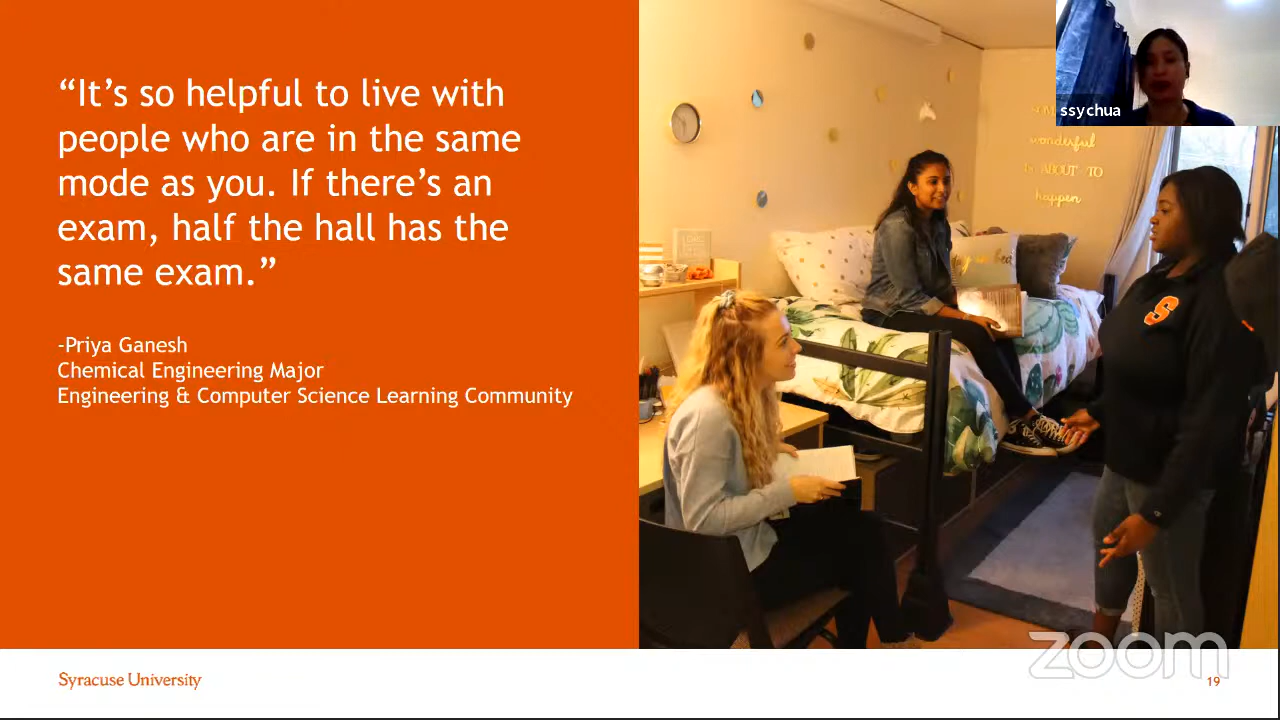 “It’s so helpful to live with
people who are in the same
mode as you. If there’s an
exam, half the hall has the
same exam.”
-Priya Ganesh
Chemical Engineering Major
Engineering & Computer Science Learning Community
ssychua
wonderful
ABOUT TO
happen
S
zoom
Syracuse University
19